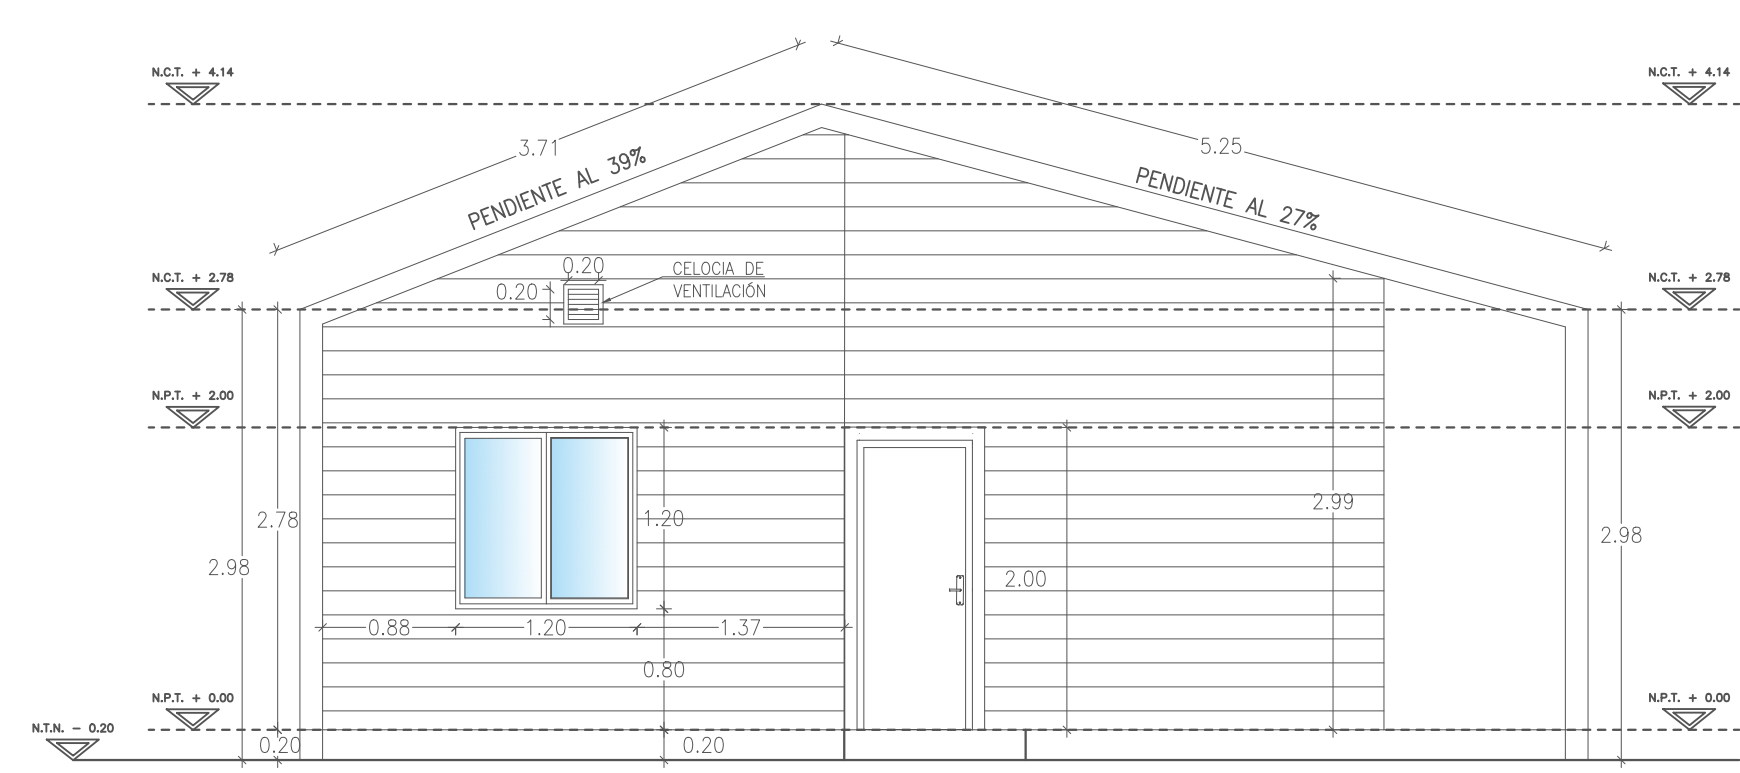 N.C.T. + 4.14
N.C.T. + 4.14
3.71
5.25
PENDIENTE AL 39%
PENDIENTE AL 27%
N.C.T. + 2.78
0.20
CELOCIA DE
VENTILACIÓN
0.20
N.C.T. + 2.78
N.P.T. + 2.00
N.P.T. + 2.00
2.78
1.20
2.99
2.98
2.98
2.00
0.88
1.20
1.37
0.80
N.P.T. + 0.00
N.P.T. + 0.00
N.T.N. - 0.20
0.20
0.20